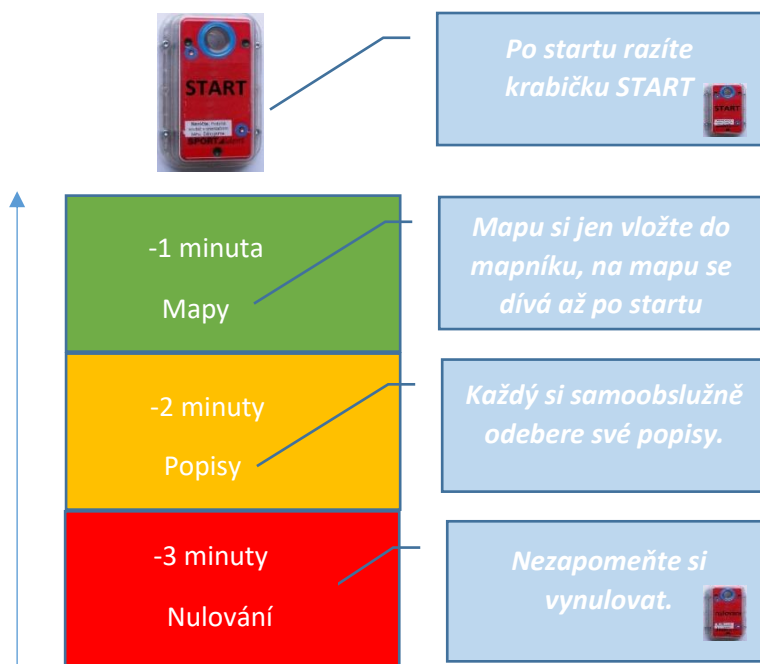 START
SPORTident
Po startu razíte
krabičku START
START
-1 minuta
Mapy
Mapu si jen vložte do
mapníku, na mapu se
dívá až po startu
-2 minuty
Popisy
Každý si samoobslužně
odebere své popisy.
-3 minuty
Nulování
Nezapomeňte si
vynulovat.